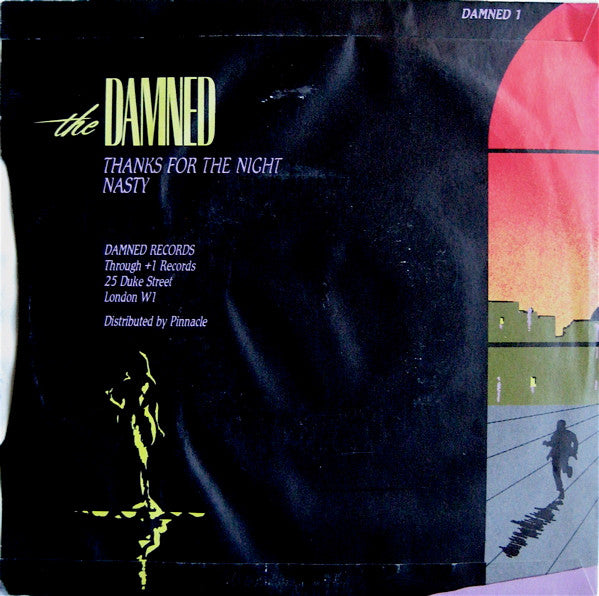 DAMNED 1
the DAMNED
THANKS FOR THE NIGHT
NASTY
DAMNED RECORDS
Through +1 Records
25 Duke Street
London W1
Distributed by Pinnacle